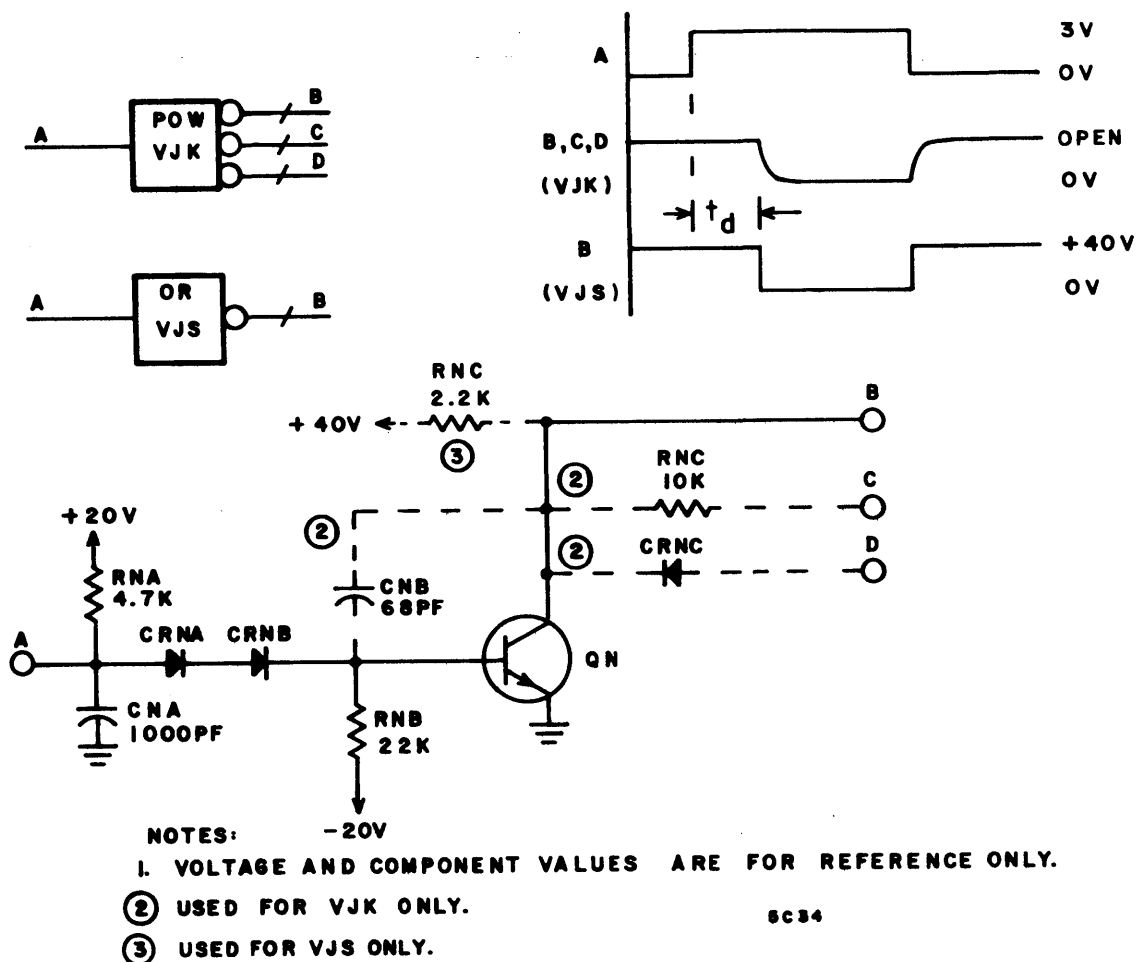 A
POW
VJK
B
C
D
A
OR
VJS
B
A
3V
0V
B,C,D
(VJK)
OPEN
0V
td
B
(VJS)
+40V
0V
RNC
2.2K
+40V
3
B
2
RNC
10K
C
2
2
CRNC
D
+20V
RNA
4.7K
CNB
68PF
A
CRNA
CRNB
QN
CNA
1000PF
RNB
22K
-20V
NOTES:
1. VOLTAGE AND COMPONENT VALUES ARE FOR REFERENCE ONLY.
2 USED FOR VJK ONLY.
5C34
3 USED FOR VJS ONLY.